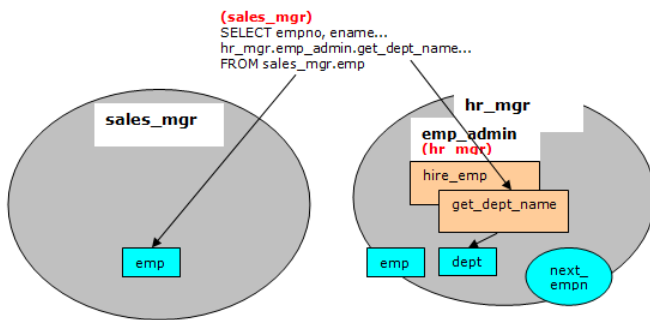 (sales_mgr)
SELECT empno, ename...
hr_mgr.emp_admin.get_dept_name...
FROM sales_mgr.emp
sales_mgr
hr_mgr
emp_admin
(hr_mgr)
hire_emp
get_dept_name
emp
emp
dept
next_
empn